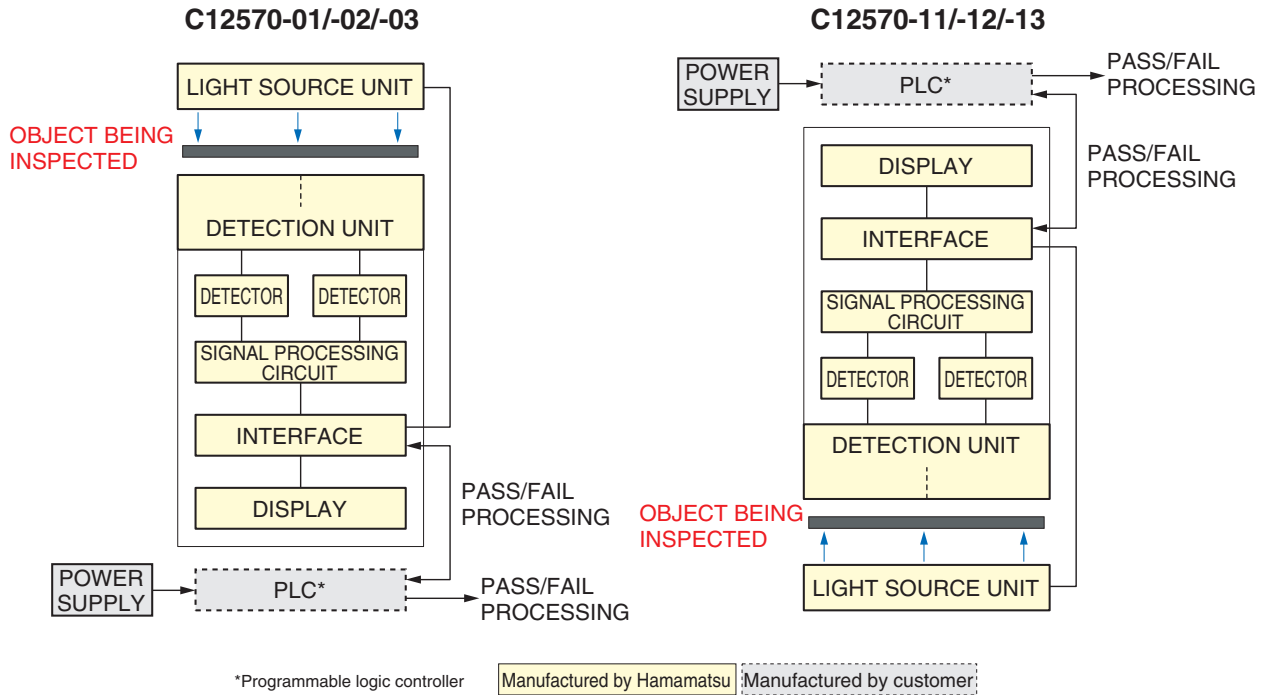 C12570-01/-02/-03
LIGHT SOURCE UNIT
OBJECT BEING
INSPECTED
DETECTION UNIT
DETECTOR
DETECTOR
SIGNAL PROCESSING
CIRCUIT
INTERFACE
DISPLAY
PASS/FAIL
PROCESSING
POWER
SUPPLY
PLC*
PASS/FAIL
PROCESSING
C12570-11/-12/-13
POWER
SUPPLY
PLC*
PASS/FAIL
PROCESSING
PASS/FAIL
PROCESSING
DISPLAY
INTERFACE
SIGNAL PROCESSING
CIRCUIT
DETECTOR
DETECTOR
DETECTION UNIT
OBJECT BEING
INSPECTED
LIGHT SOURCE UNIT
*Programmable logic controller
Manufactured by Hamamatsu
Manufactured by customer